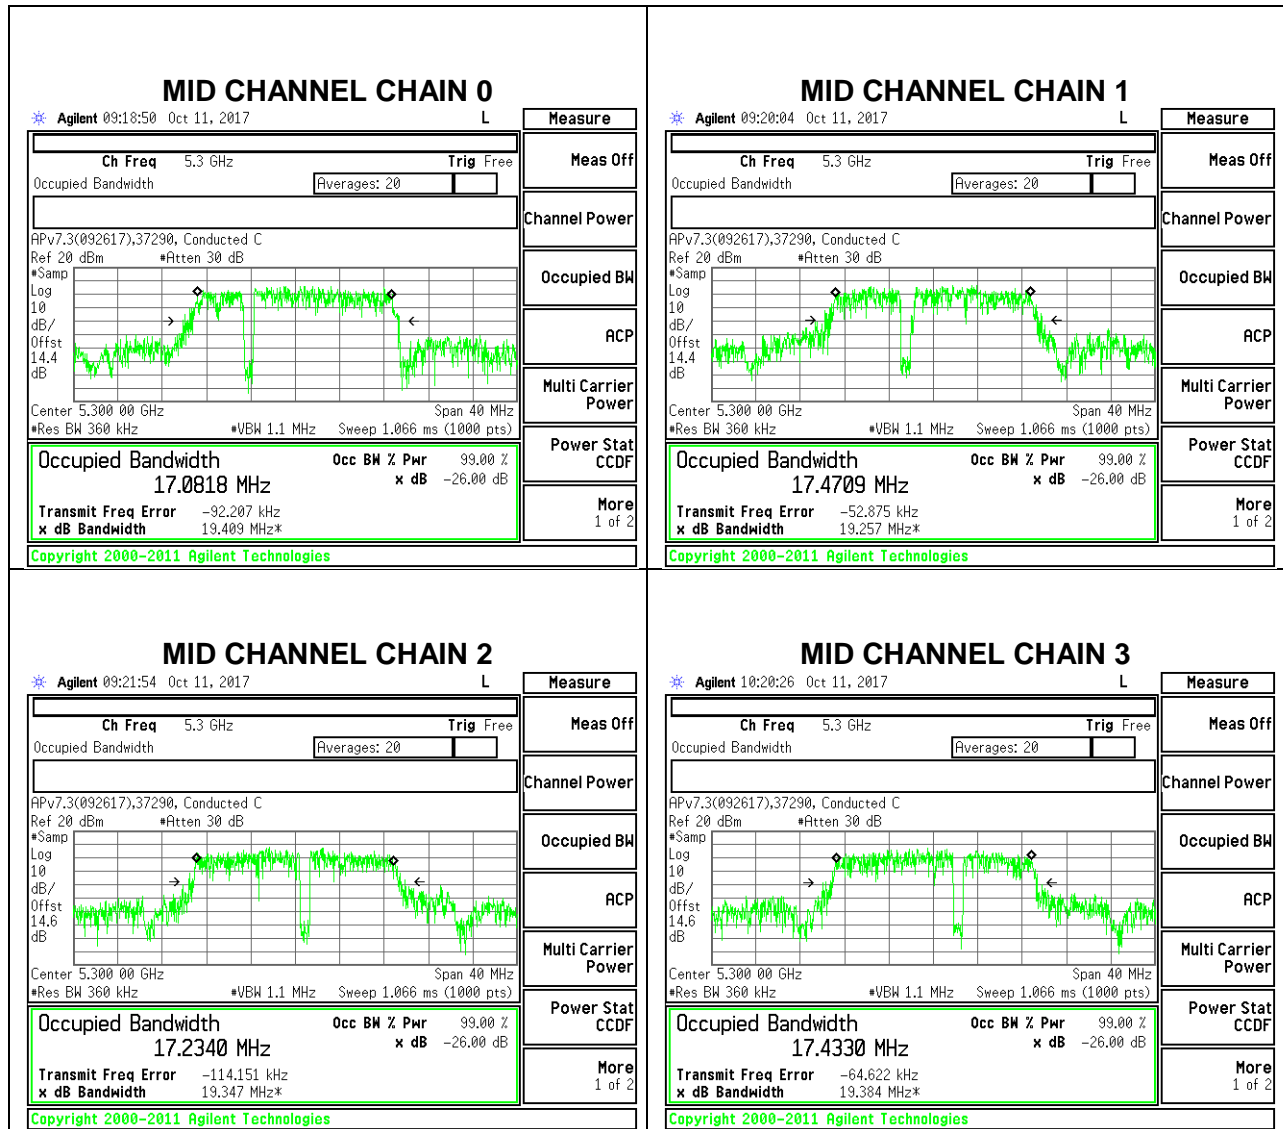 MID CHANNEL CHAIN 0
Agilent 09:18:50 Oct 11, 2017 L Measure
Ch Freq 5.3 GHz Trig Free
Meas Off
Occupied Bandwidth Averages: 20
Channel Power
APv7.3(092617),37290, Conducted C
Ref 20 dBm #Atten 30 dB
#Samp
Log
10
dB/
Offst
14.4
dB
Occupied BW
ACP
Multi Carrier
Power
Center 5.300 00 GHz Span 40 MHz
#Res BW 360 kHz #VBW 1.1 MHz Sweep 1.066 ms (1000 pts)
Power Stat
CCDF
Occupied Bandwidth Occ BW % Pwr 99.00 %
17.0818 MHz x dB -26.00 dB
Transmit Freq Error -92.207 kHz
x dB Bandwidth 19.409 MHz*
More
1 of 2
Copyright 2000-2011 Agilent Technologies
MID CHANNEL CHAIN 1
Agilent 09:20:04 Oct 11, 2017 L Measure
Ch Freq 5.3 GHz Trig Free
Meas Off
Occupied Bandwidth Averages: 20
Channel Power
APv7.3(092617),37290, Conducted C
Ref 20 dBm #Atten 30 dB
#Samp
Log
10
dB/
Offst
14.4
dB
Occupied BW
ACP
Multi Carrier
Power
Center 5.300 00 GHz Span 40 MHz
#Res BW 360 kHz #VBW 1.1 MHz Sweep 1.066 ms (1000 pts)
Power Stat
CCDF
Occupied Bandwidth Occ BW % Pwr 99.00 %
17.4709 MHz x dB -26.00 dB
Transmit Freq Error -52.875 kHz
x dB Bandwidth 19.257 MHz*
More
1 of 2
Copyright 2000-2011 Agilent Technologies
MID CHANNEL CHAIN 2
Agilent 09:21:54 Oct 11, 2017 L Measure
Ch Freq 5.3 GHz Trig Free
Meas Off
Occupied Bandwidth Averages: 20
Channel Power
APv7.3(092617),37290, Conducted C
Ref 20 dBm #Atten 30 dB
#Samp
Log
10
dB/
Offst
14.6
dB
Occupied BW
ACP
Multi Carrier
Power
Center 5.300 00 GHz Span 40 MHz
#Res BW 360 kHz #VBW 1.1 MHz Sweep 1.066 ms (1000 pts)
Power Stat
CCDF
Occupied Bandwidth Occ BW % Pwr 99.00 %
17.2340 MHz x dB -26.00 dB
Transmit Freq Error -114.151 kHz
x dB Bandwidth 19.347 MHz*
More
1 of 2
Copyright 2000-2011 Agilent Technologies
MID CHANNEL CHAIN 3
Agilent 10:20:26 Oct 11, 2017 L Measure
Ch Freq 5.3 GHz Trig Free
Meas Off
Occupied Bandwidth Averages: 20
Channel Power
APv7.3(092617),37290, Conducted C
Ref 20 dBm #Atten 30 dB
#Samp
Log
10
dB/
Offst
14.6
dB
Occupied BW
ACP
Multi Carrier
Power
Center 5.300 00 GHz Span 40 MHz
#Res BW 360 kHz #VBW 1.1 MHz Sweep 1.066 ms (1000 pts)
Power Stat
CCDF
Occupied Bandwidth Occ BW % Pwr 99.00 %
17.4330 MHz x dB -26.00 dB
Transmit Freq Error -64.622 kHz
x dB Bandwidth 19.384 MHz*
More
1 of 2
Copyright 2000-2011 Agilent Technologies